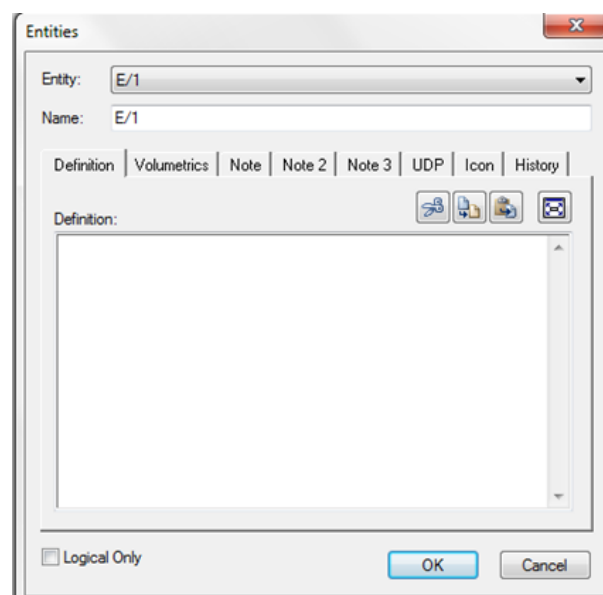 Entities
Entity: E/1
Name: E/1
Definition Volumetrics Note Note 2 Note 3 UDP Icon History
Definition:
Logical Only
OK Cancel